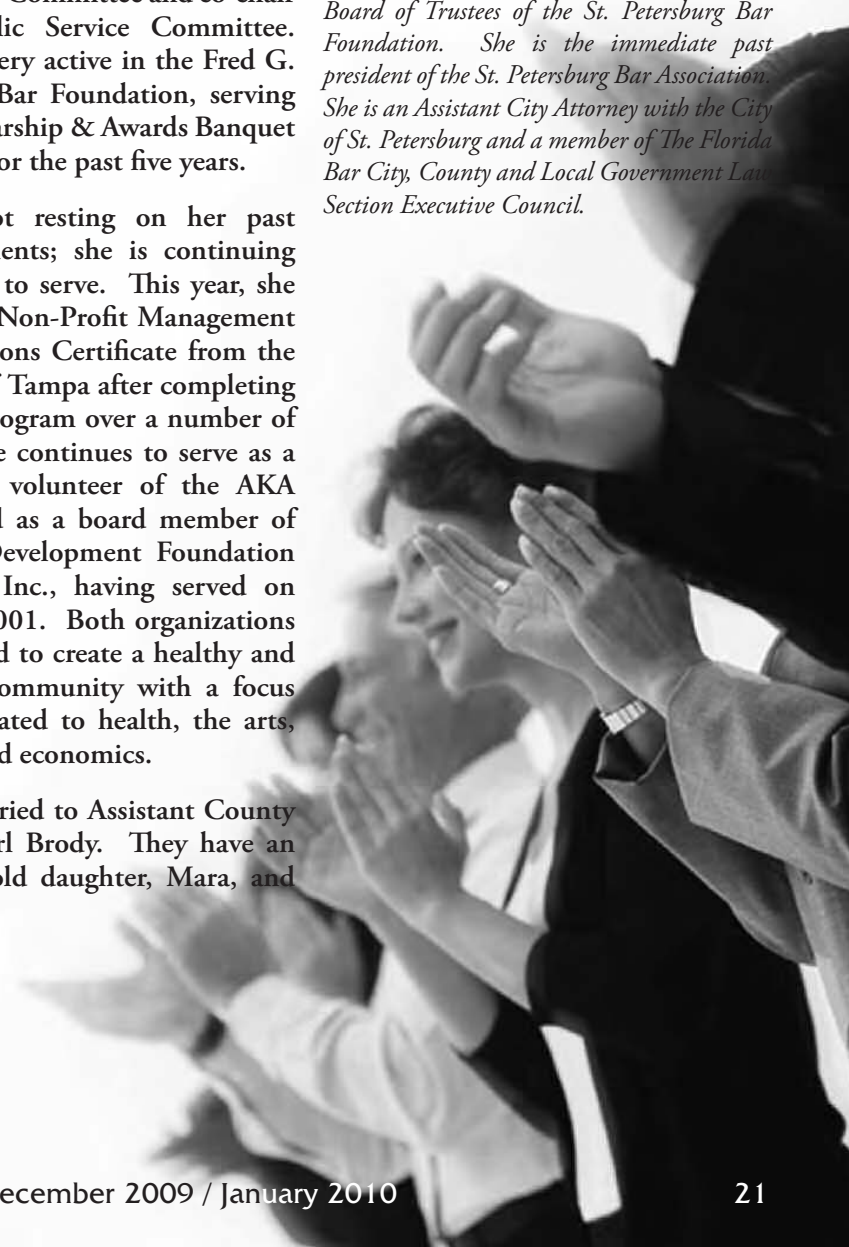 Committee and co-chair
lic Service Committee.
ery active in the Fred G.
Bar Foundation, serving
arship & Awards Banquet
or the past five years.
ot resting on her past
ents; she is continuing
to serve. This year, she
Non-Profit Management
ons Certificate from the
f Tampa after completing
ogram over a number of
e continues to serve as a
volunteer of the AKA
d as a board member of
Development Foundation
Inc., having served on
001. Both organizations
d to create a healthy and
ommunity with a focus
ated to health, the arts,
d economics.
ried to Assistant County
rl Brody. They have an
old daughter, Mara, and
Board of Trustees of the St. Petersburg Bar
Foundation. She is the immediate past
president of the St. Petersburg Bar Association.
She is an Assistant City Attorney with the City
of St. Petersburg and a member of The Florida
Bar City, County and Local Government Law
Section Executive Council.
ecember 2009 / January 2010 21